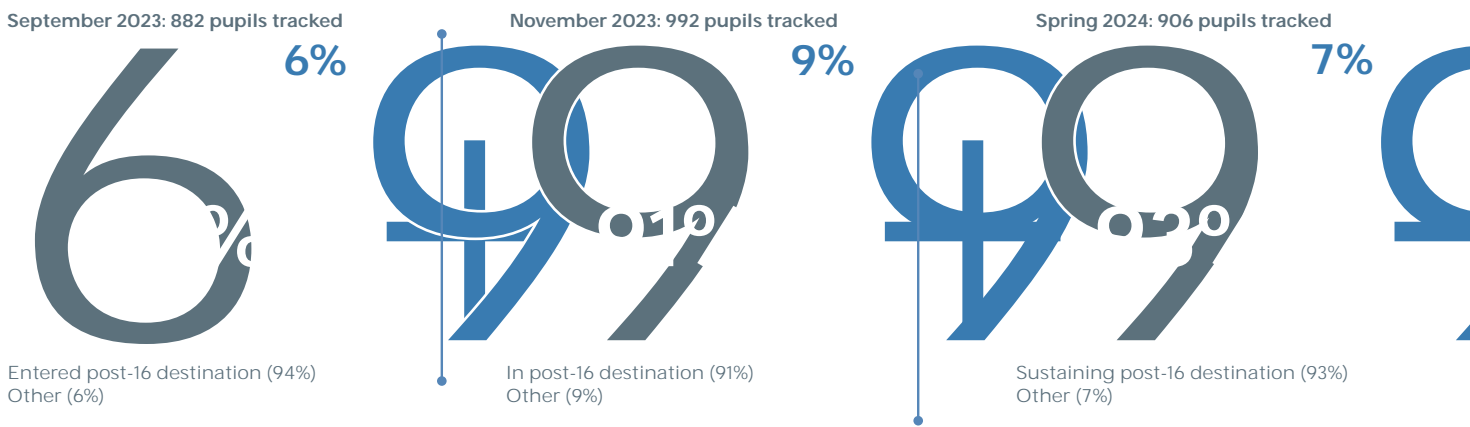 September 2023: 882 pupils tracked
6%
Entered post-16 destination (94%)
Other (6%)
November 2023: 992 pupils tracked
9%
91%
In post-16 destination (91%)
Other (9%)
Spring 2024: 906 pupils tracked
7%
93%
Sustaining post-16 destination (93%)
Other (7%)